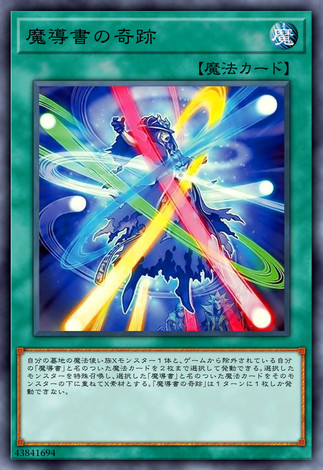 魔導書の奇跡
魔
【魔法カード】
自分の墓地の魔法使い族Xモンスター1体と、ゲームから除外されている自分
の「魔導書」と名のついた魔法カードを2枚まで選択して発動できる。選択し
たモンスターを特殊召喚し、選択した「魔導書」と名のついた魔法カードをそのモ
ンスターの下に重ねてX素材とする。「魔導書の奇跡」は1ターンに1枚しか発
動できない。
43841694